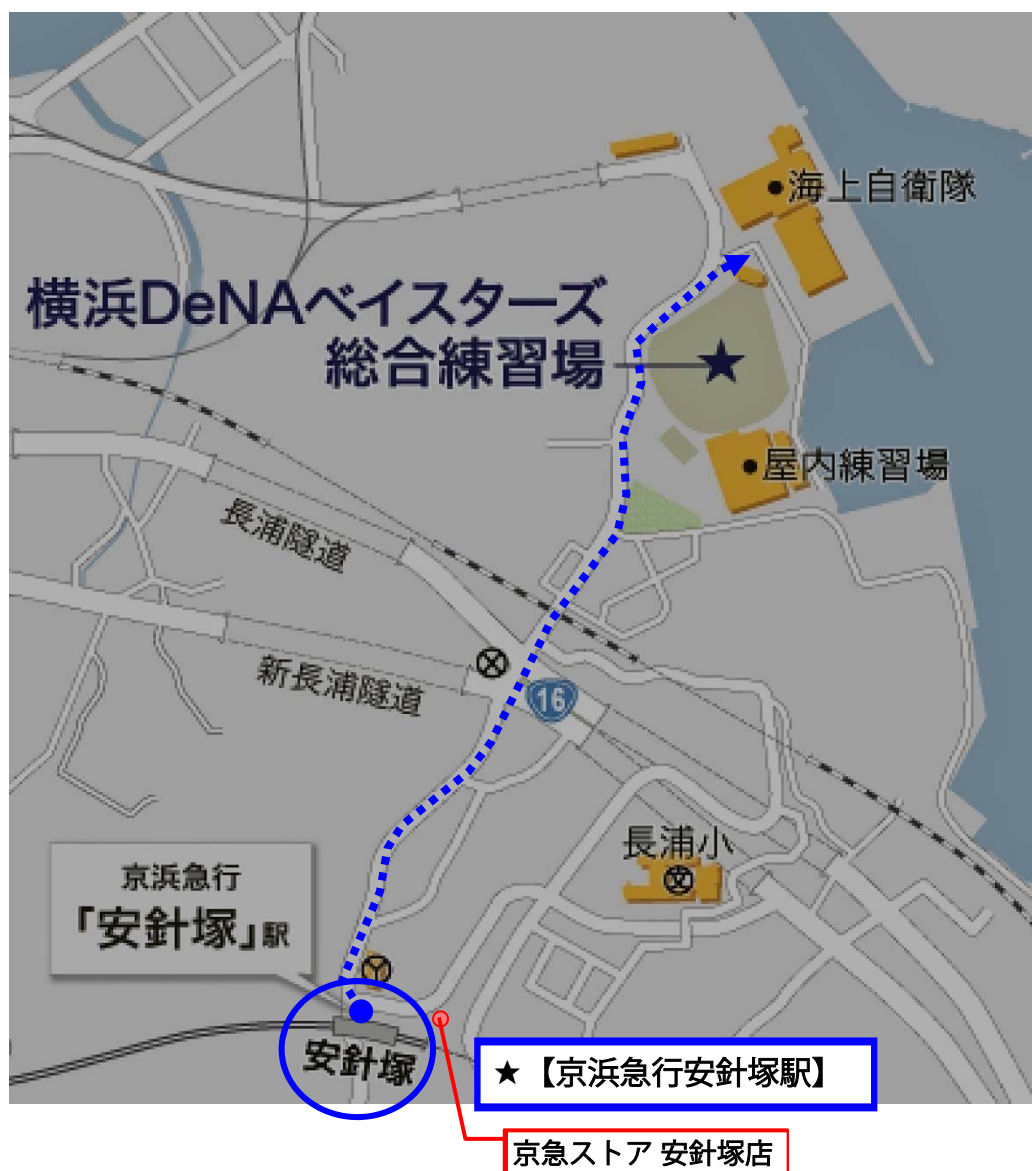 海上自衛隊
横浜DeNAベイスターズ
総合練習場
屋内練習場
長浦隧道
新長浦隧道
16
長浦小
文
京浜急行
「安針塚」駅
安針塚
★【京浜急行安針塚駅】
京急ストア 安針塚店